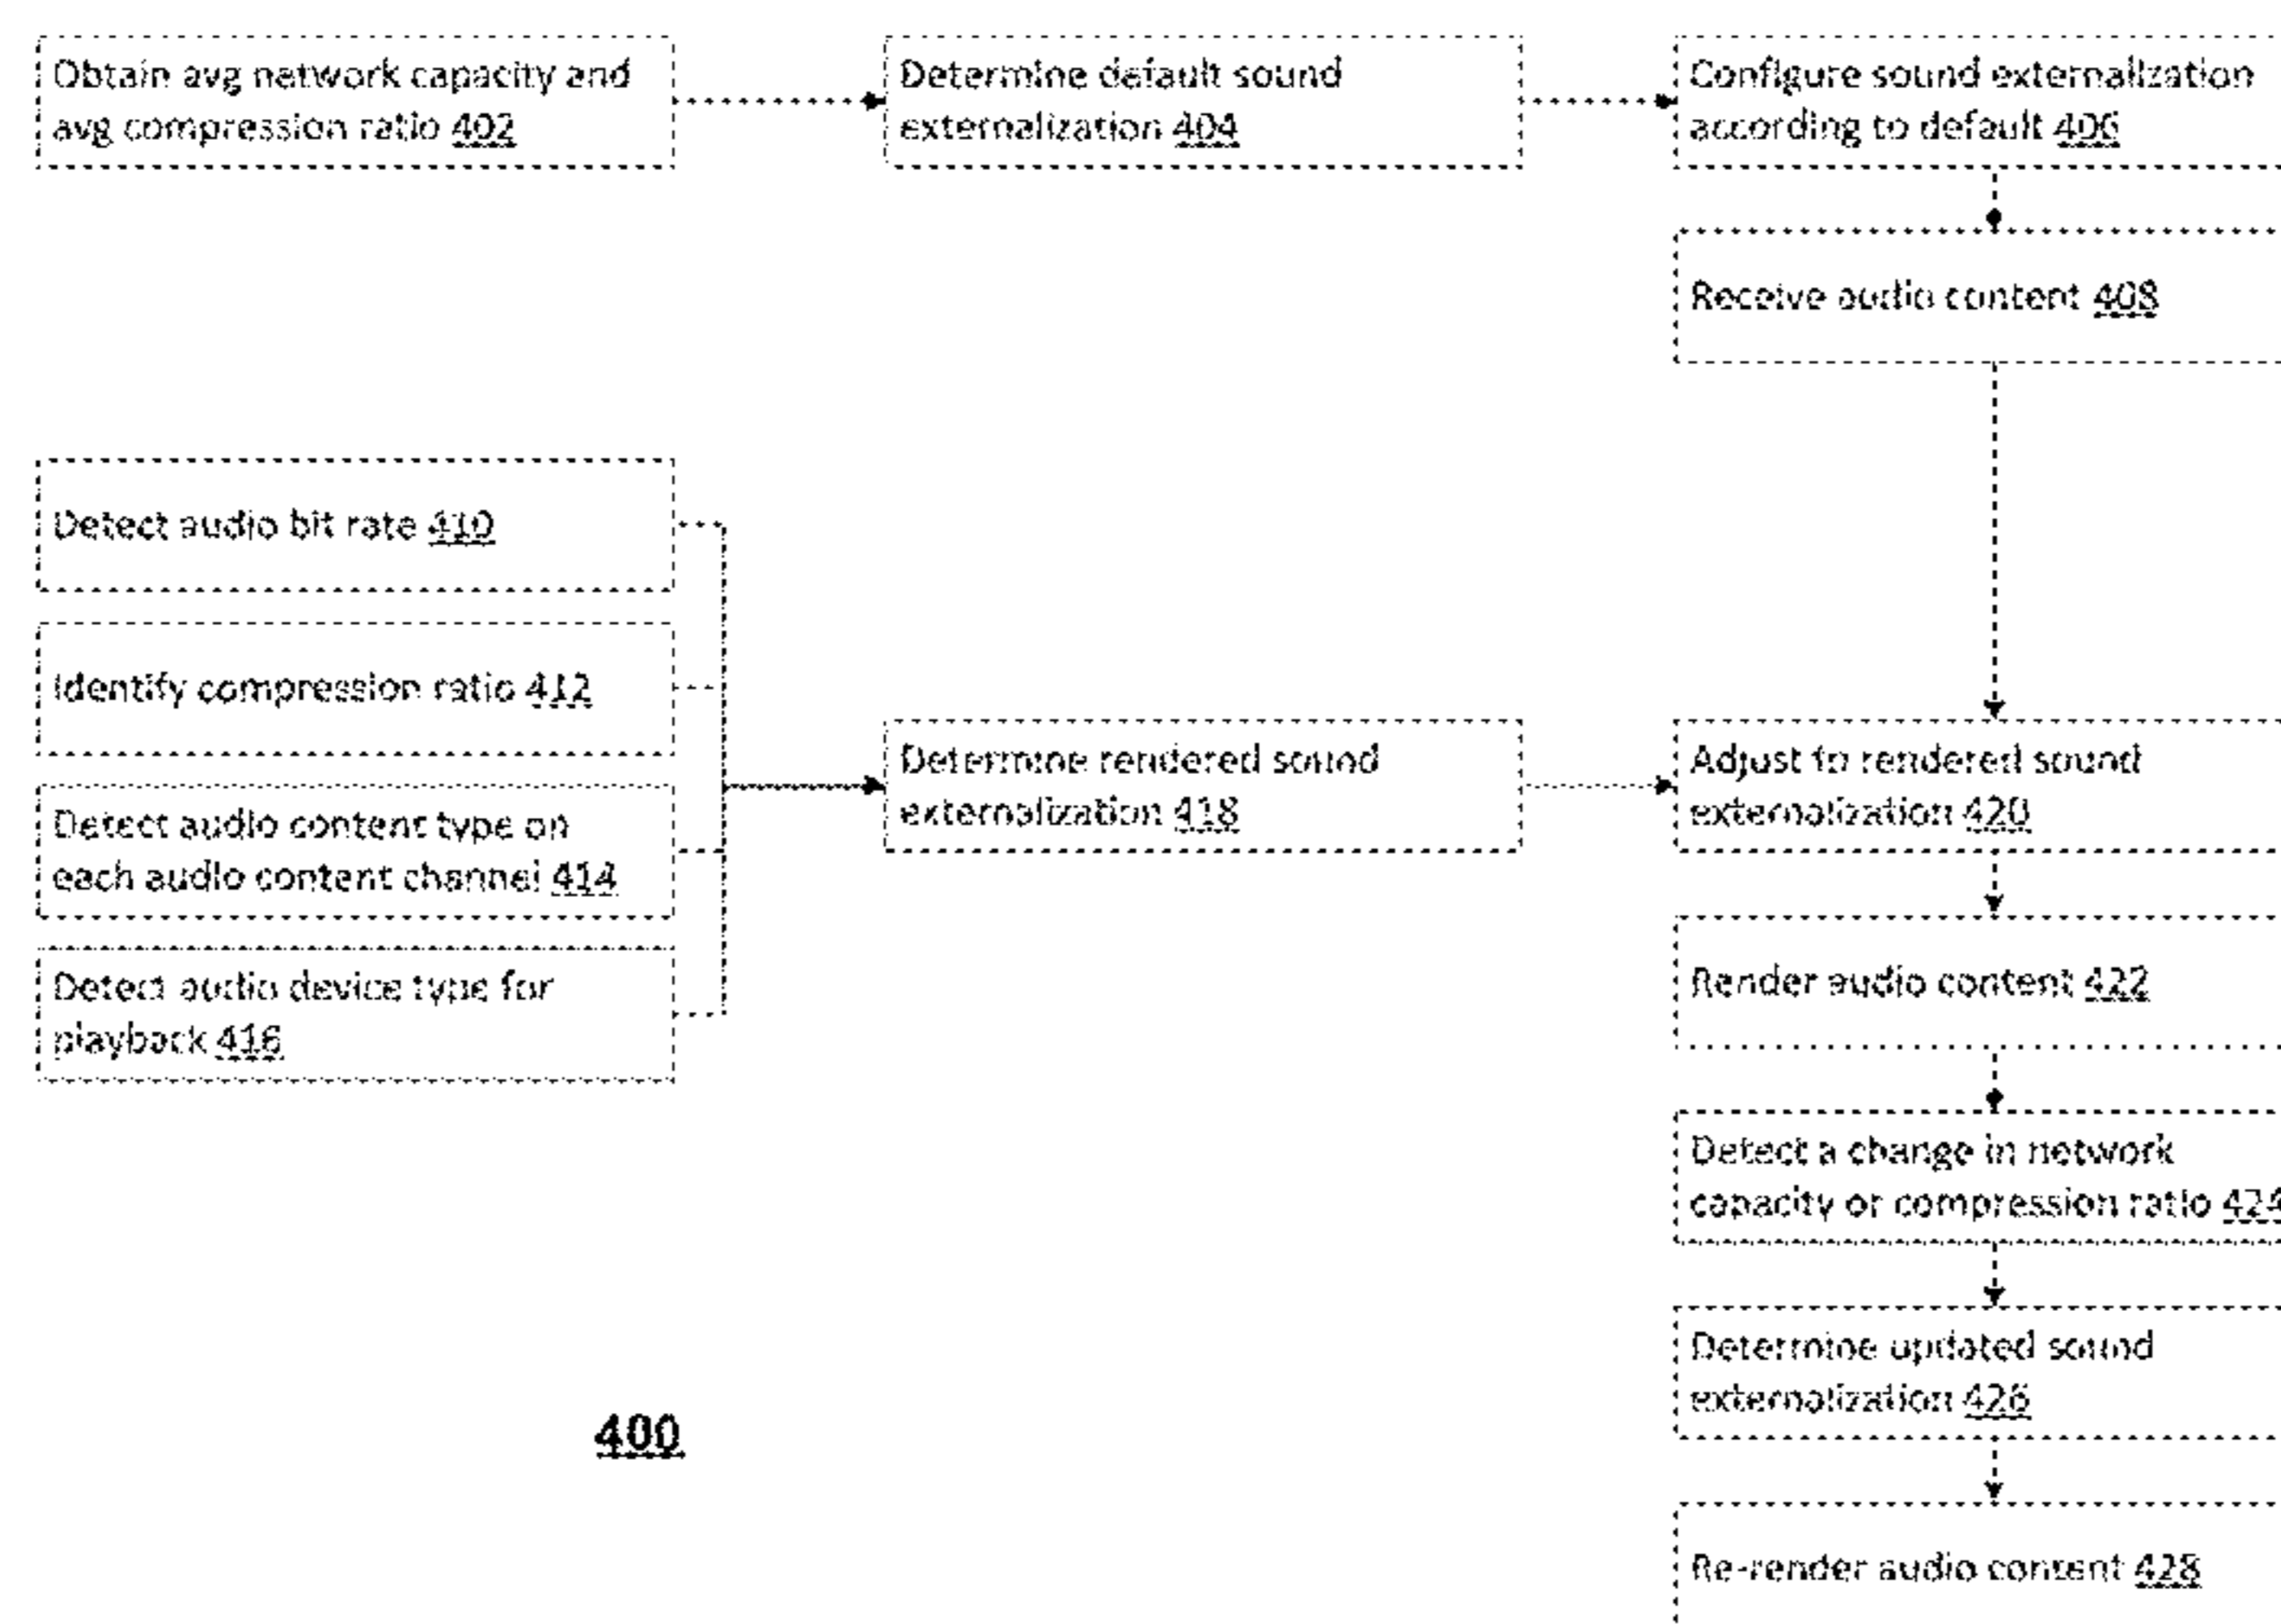 Obtain avg network capacity and
avg compression ratio 402
Determine default sound
externalization 404
Configure sound externalization
according to default 406
Receive audio content 408
Detect audio bit rate 410
Identify compression ratio 412
Detect audio content type on
each audio content channel 414
Detect audio device type for
playback 416
Determine rendered sound
externalization 418
Adjust to rendered sound
externalization 420
Render audio content 422
Detect a change in network
capacity or compression ratio 424
Determine updated sound
externalization 426
Re-render audio content 428
400